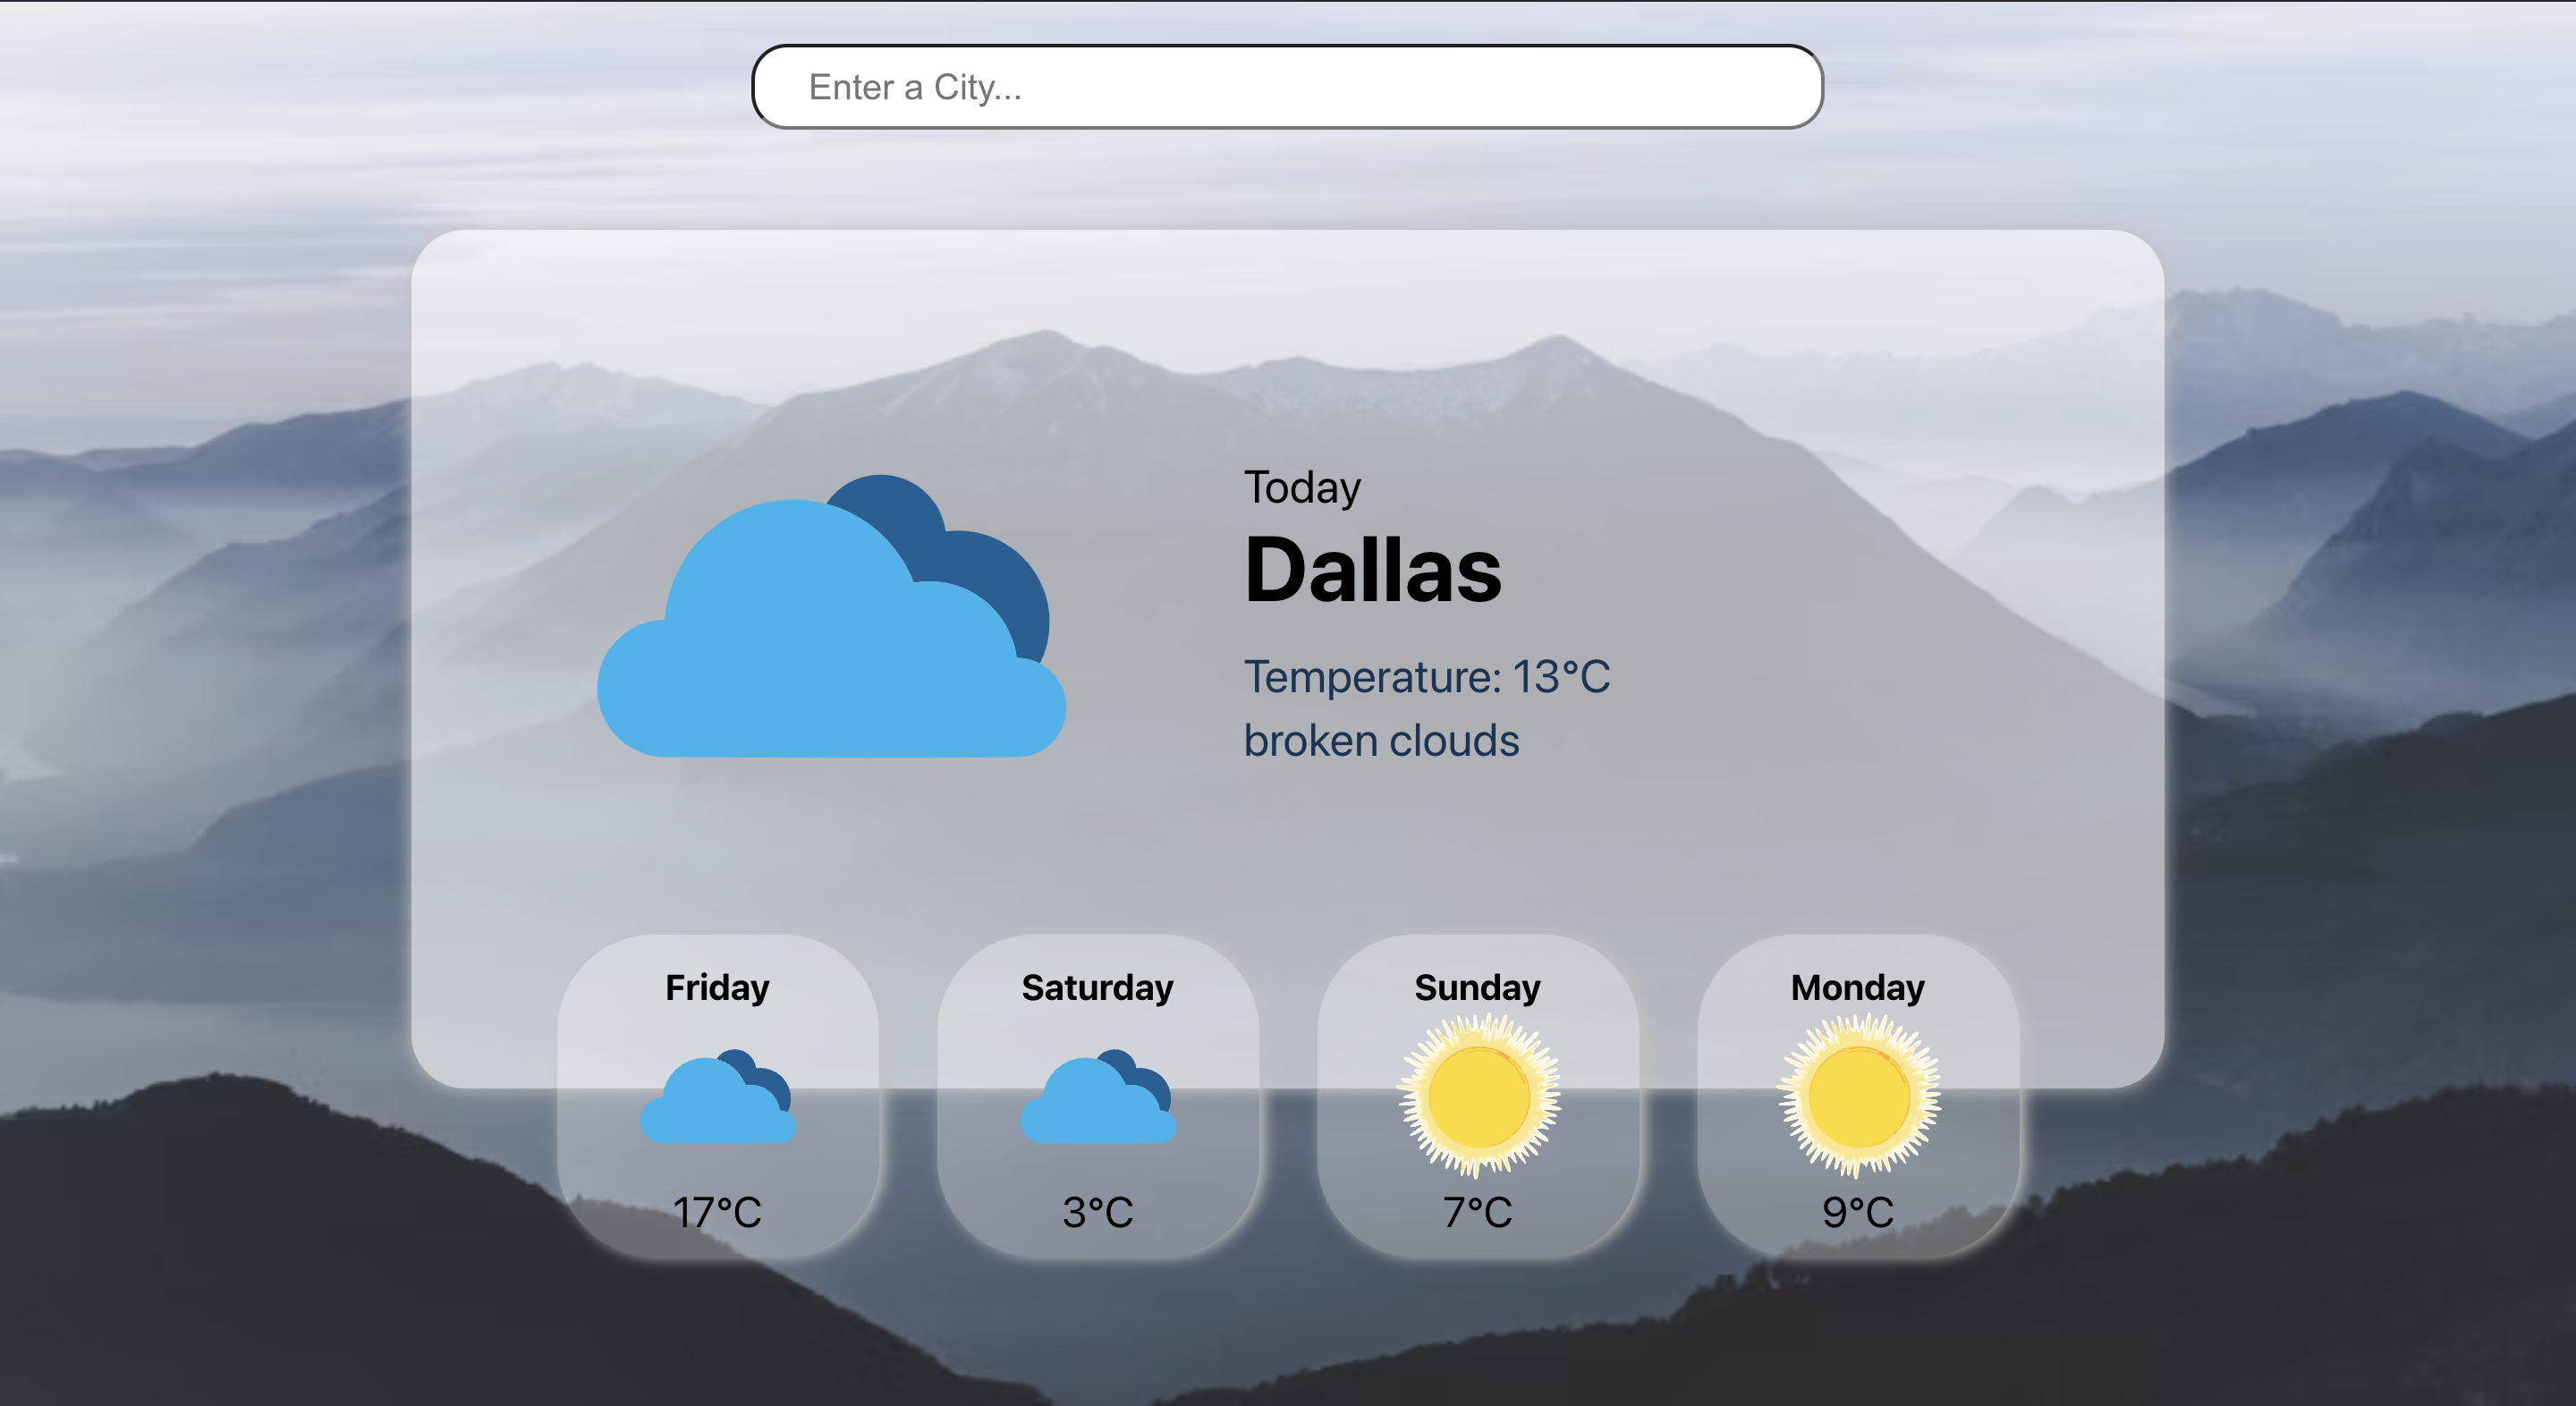 Enter a City...
Today
Dallas
Temperature: 13°C
broken clouds
Friday
Saturday
Sunday
Monday
17°C
3°C
7°C
9°C